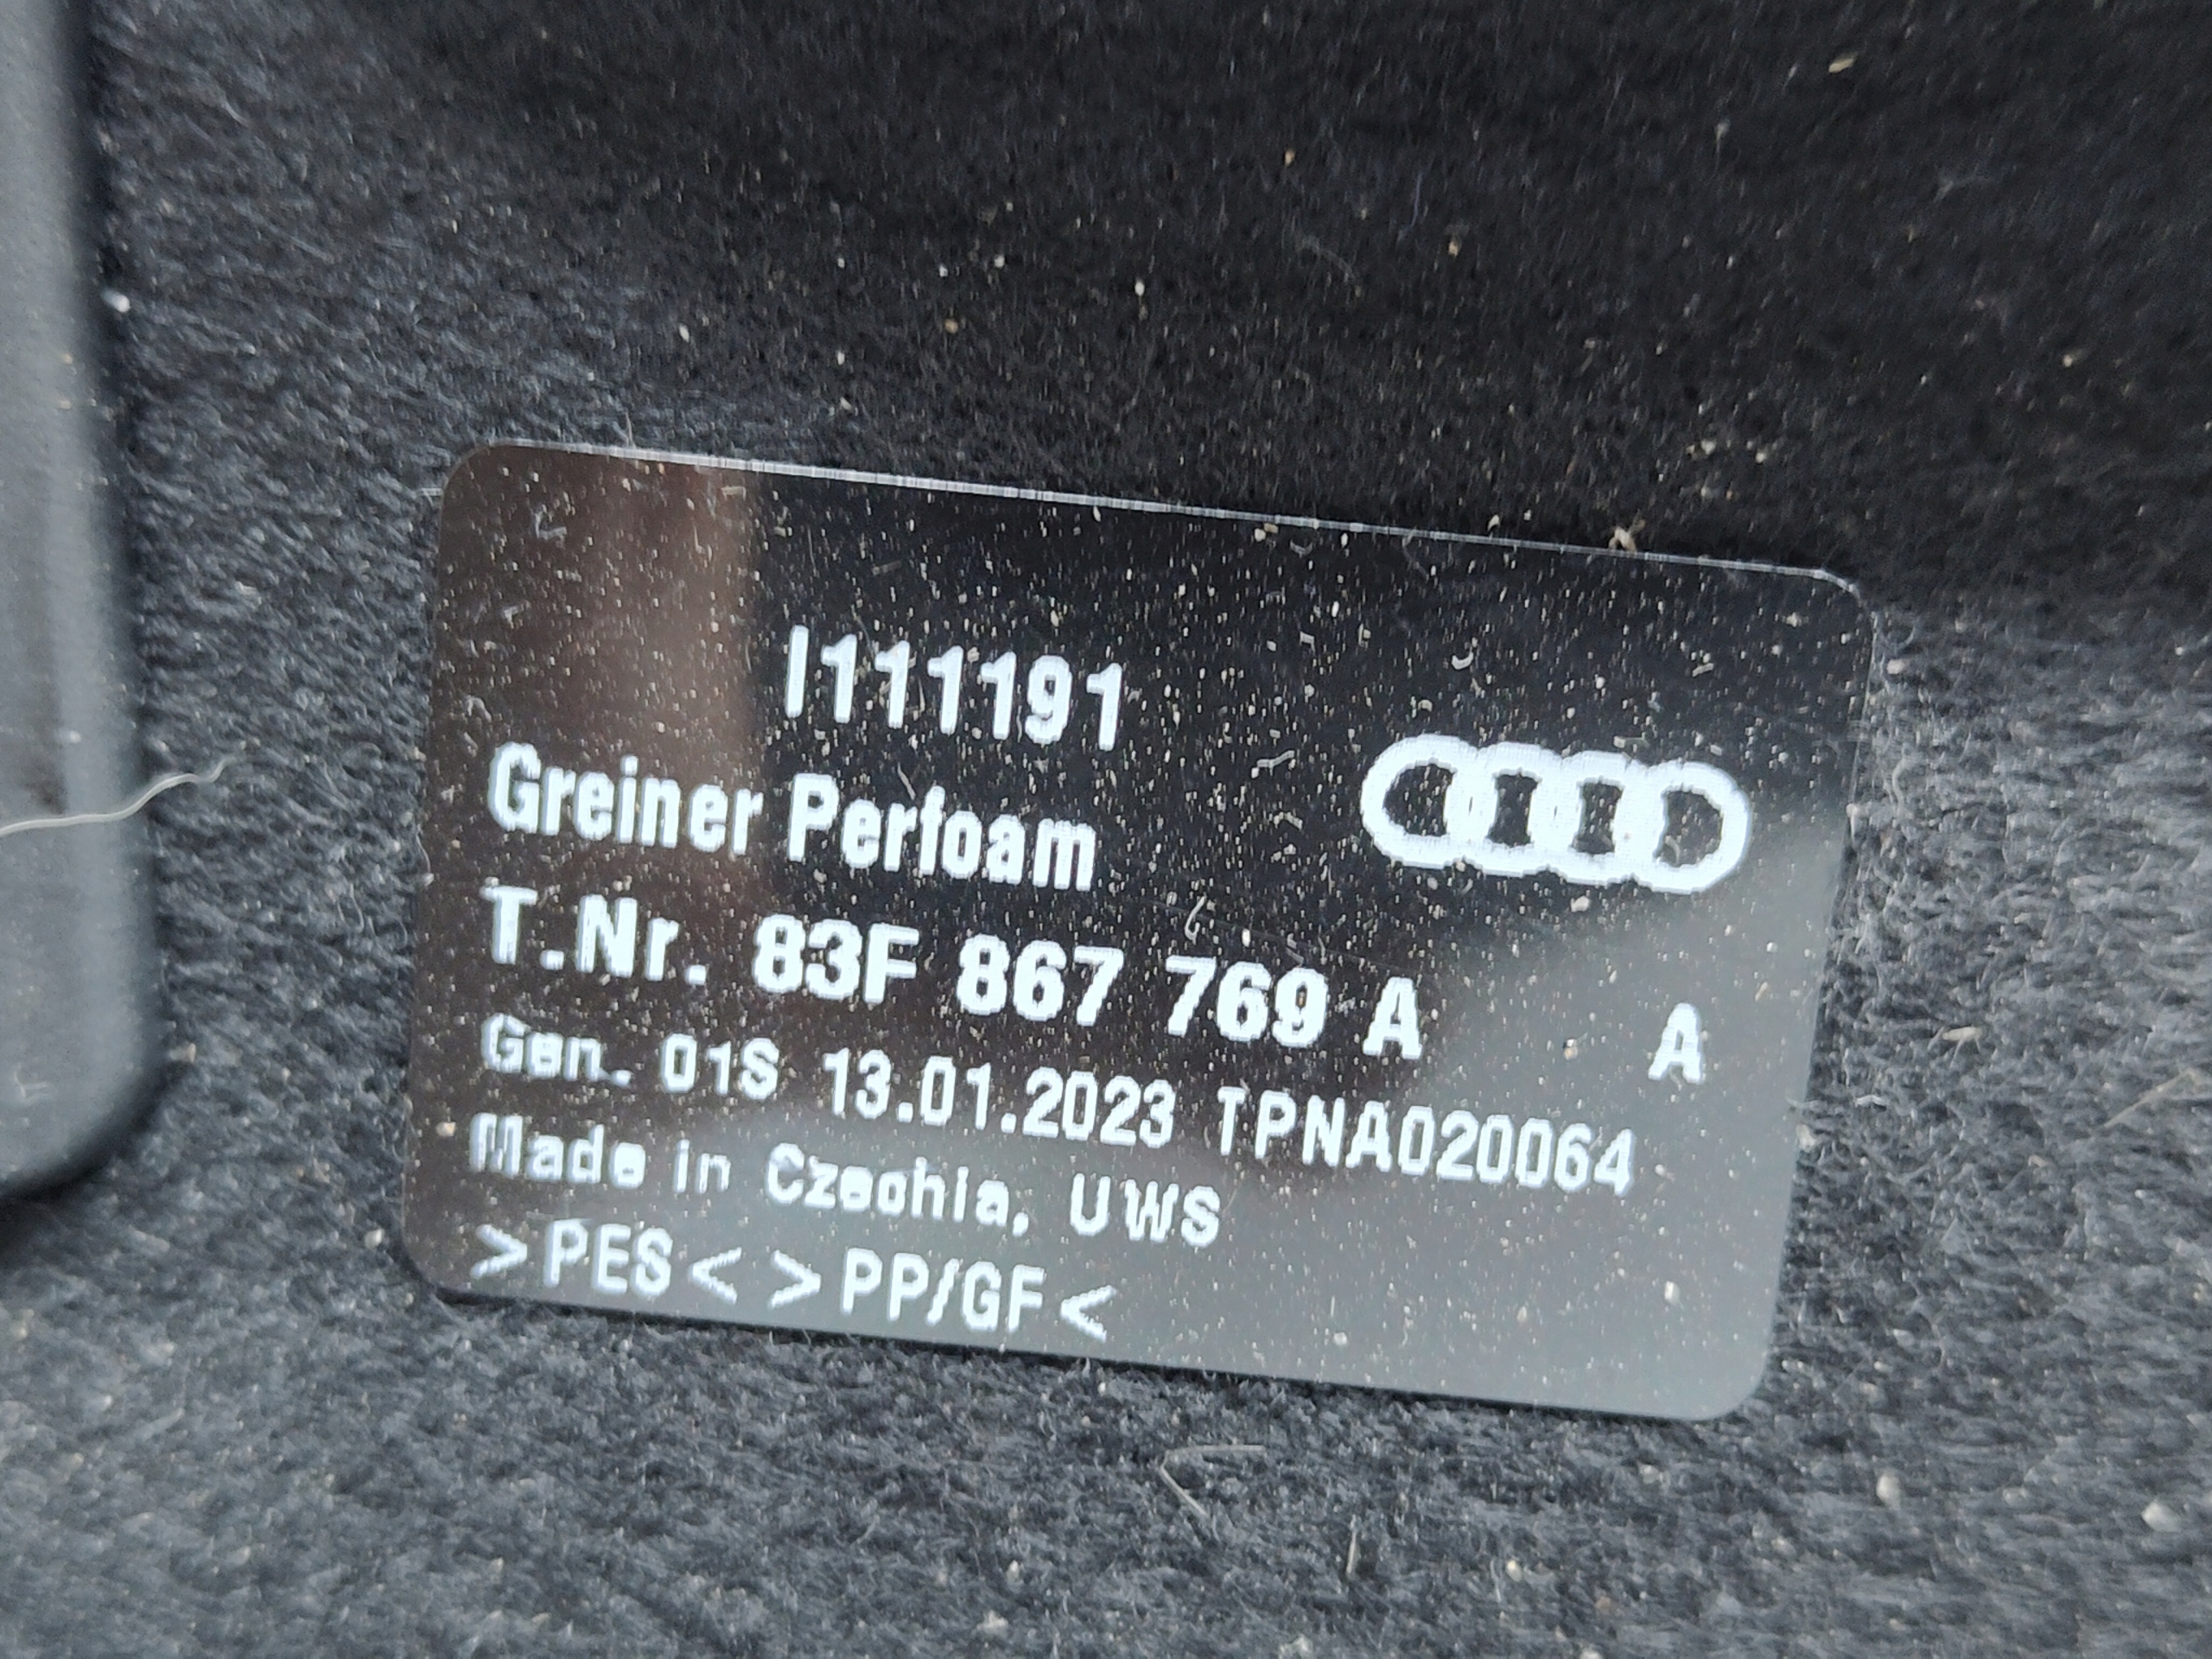 I111191
Greiner Perfoam
T.Nr. 83F 867 769 A A
Gen. 01S 13.01.2023 TPNA020064
Made in Czechia, UWS
>PES< >PP/GF<